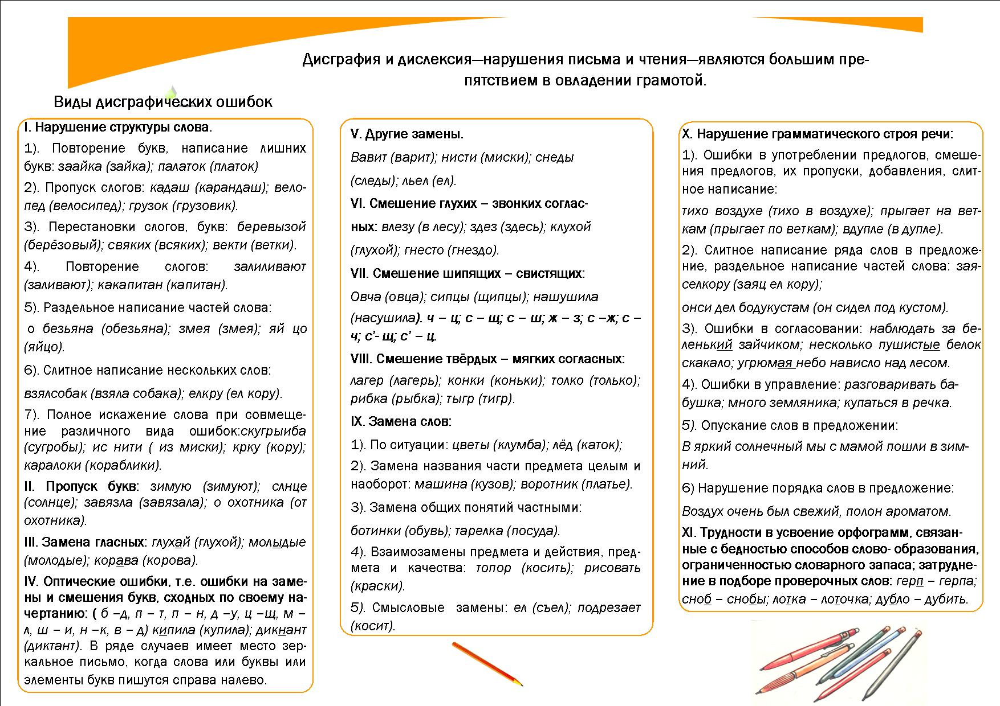 Дисграфия и дислексия—нарушения письма и чтения—являются большим пре-
пятствием в овладении грамотой.
Виды дисграфических ошибок
I. Нарушение структуры слова.
1). Повторение букв, написание лишних
букв: заайка (зайка); палаток (платок)
2). Пропуск слогов: кадаш (карандаш); вело-
пед (велосипед); грузок (грузовик).
3). Перестановки слогов, букв: беревызой
(берёзовый); свяких (всяких); векти (ветки).
4). Повторение слогов: залиливают
(заливают); какапитан (капитан).
5). Раздельное написание частей слова:
о безьяна (обезьяна); змея (змея); яй цо
(яйцо).
6). Слитное написание нескольких слов:
взялсобак (взяла собака); елкру (ел кору).
7). Полное искажение слова при совмеще-
ние различного вида ошибок:скугрыиба
(сугробы); ис нити ( из миски); крку (кору);
каралоки (кораблики).
II. Пропуск букв: зимую (зимуют); слнце
(солнце); завязла (завязала); о охотника (от
охотника).
III. Замена гласных: глухай (глухой); молыдые
(молодые); корава (корова).
IV. Оптические ошибки, т.е. ошибки на заме-
ны и смешения букв, сходных по своему на-
чертанию: ( б –д, п – т, п – н, д –у, ц –щ, м –
л, ш – и, н –к, в – д) кипила (купила); дикнант
(диктант). В ряде случаев имеет место зер-
кальное письмо, когда слова или буквы или
элементы букв пишутся справа налево.
V. Другие замены.
Вавит (варит); нисти (миски); снеды
(следы); льел (ел).
VI. Смешение глухих – звонких соглас-
ных: влезу (в лесу); здез (здесь); клухой
(глухой); гнесто (гнездо).
VII. Смешение шипящих – свистящих:
Овча (овца); сипцы (щипцы); нашушила
(насушила). ч – ц; с – щ; с – ш; ж – з; с –ж; с –
ч; с’- щ; с’ – ц.
VIII. Смешение твёрдых – мягких согласных:
лагер (лагерь); конки (коньки); толко (только);
рибка (рыбка); тыгр (тигр).
IX. Замена слов:
1). По ситуации: цветы (клумба); лёд (каток);
2). Замена названия части предмета целым и
наоборот: машина (кузов); воротник (платье).
3). Замена общих понятий частными:
ботинки (обувь); тарелка (посуда).
4). Взаимозамены предмета и действия, пред-
мета и качества: топор (косить); рисовать
(краски).
5). Смысловые замены: ел (съел); подрезает
(косит).
X. Нарушение грамматического строя речи:
1). Ошибки в употреблении предлогов, смеше-
ния предлогов, их пропуски, добавления, слит-
ное написание:
тихо воздухе (тихо в воздухе); прыгает на вет-
кам (прыгает по веткам); вдупле (в дупле).
2). Слитное написание ряда слов в предложе-
ние, раздельное написание частей слова: зая-
селкору (заяц ел кору);
онси дел бодукустам (он сидел под кустом).
3). Ошибки в согласовании: наблюдать за бе-
ленький зайчиком; несколько пушистые белок
скакало; угрюмая небо нависло над лесом.
4). Ошибки в управление: разговаривать ба-
бушка; много земляника; купаться в речка.
5). Опускание слов в предложении:
В яркий солнечный мы с мамой пошли в зим-
ний.
6) Нарушение порядка слов в предложение:
Воздух очень был свежий, полон ароматом.
XI. Трудности в усвоение орфограмм, связан-
ные с бедностью способов слово- образования,
ограниченностью словарного запаса; затрудне-
ние в подборе проверочных слов: герп – герпа;
сноб – снобы; лотка – лоточка; дубло – дубить.